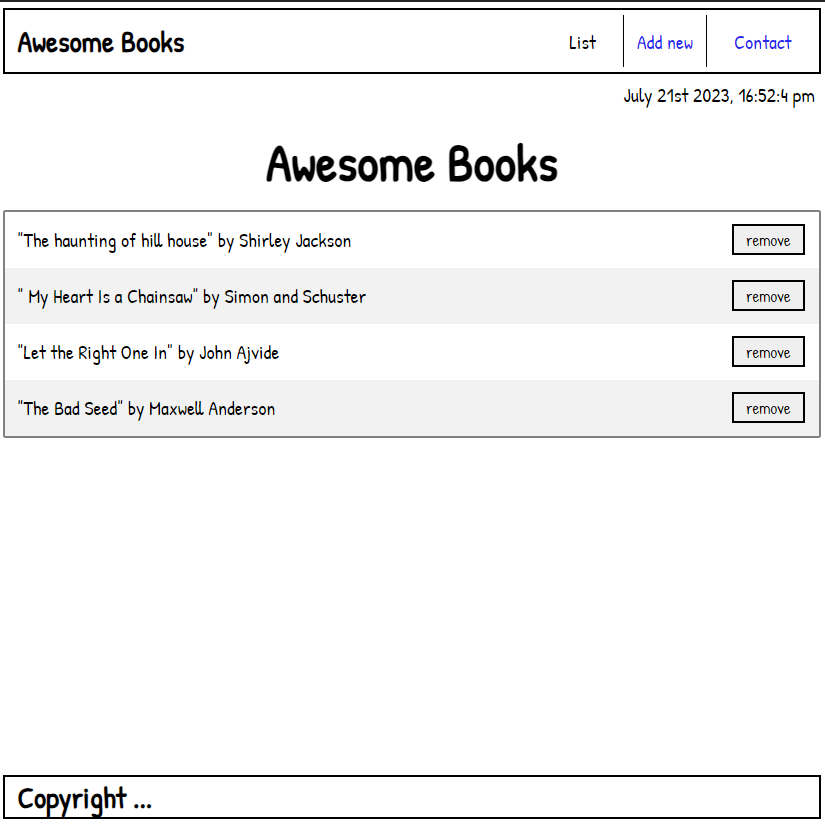 Awesome Books List Add new Contact
July 21st 2023, 16:52:4 pm
Awesome Books
"The haunting of hill house" by Shirley Jackson remove
" My Heart Is a Chainsaw" by Simon and Schuster remove
"Let the Right One In" by John Ajvide remove
"The Bad Seed" by Maxwell Anderson remove
Copyright ...